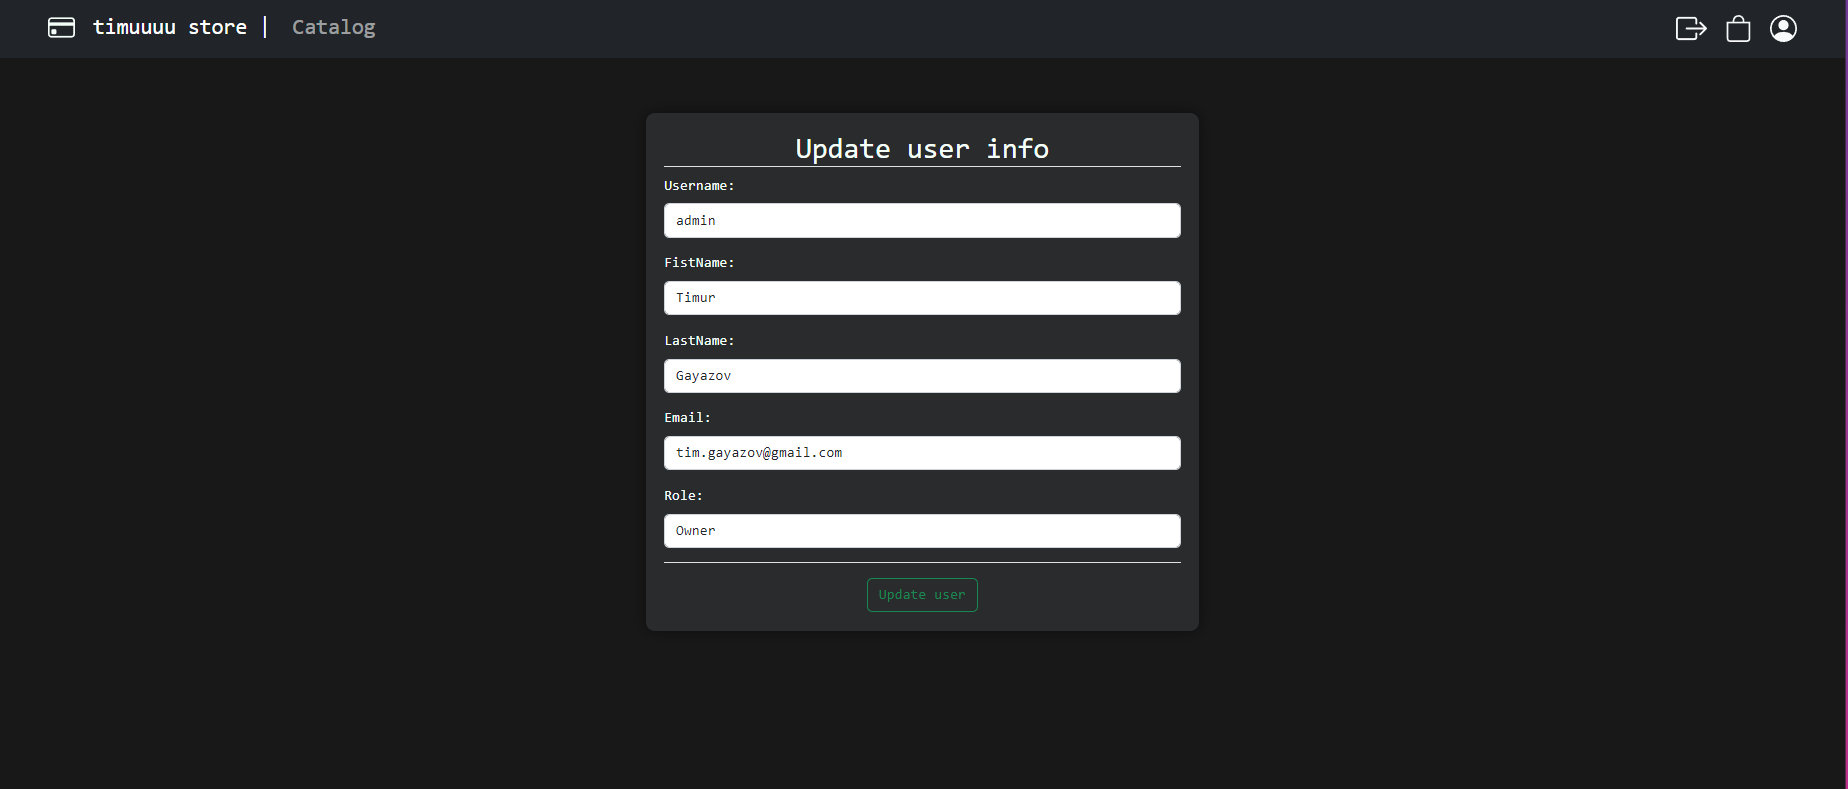 timuuuu store | Catalog
Update user info
Username:
admin
FistName:
Timur
LastName:
Gayazov
Email:
tim.gayazov@gmail.com
Role:
Owner
Update user